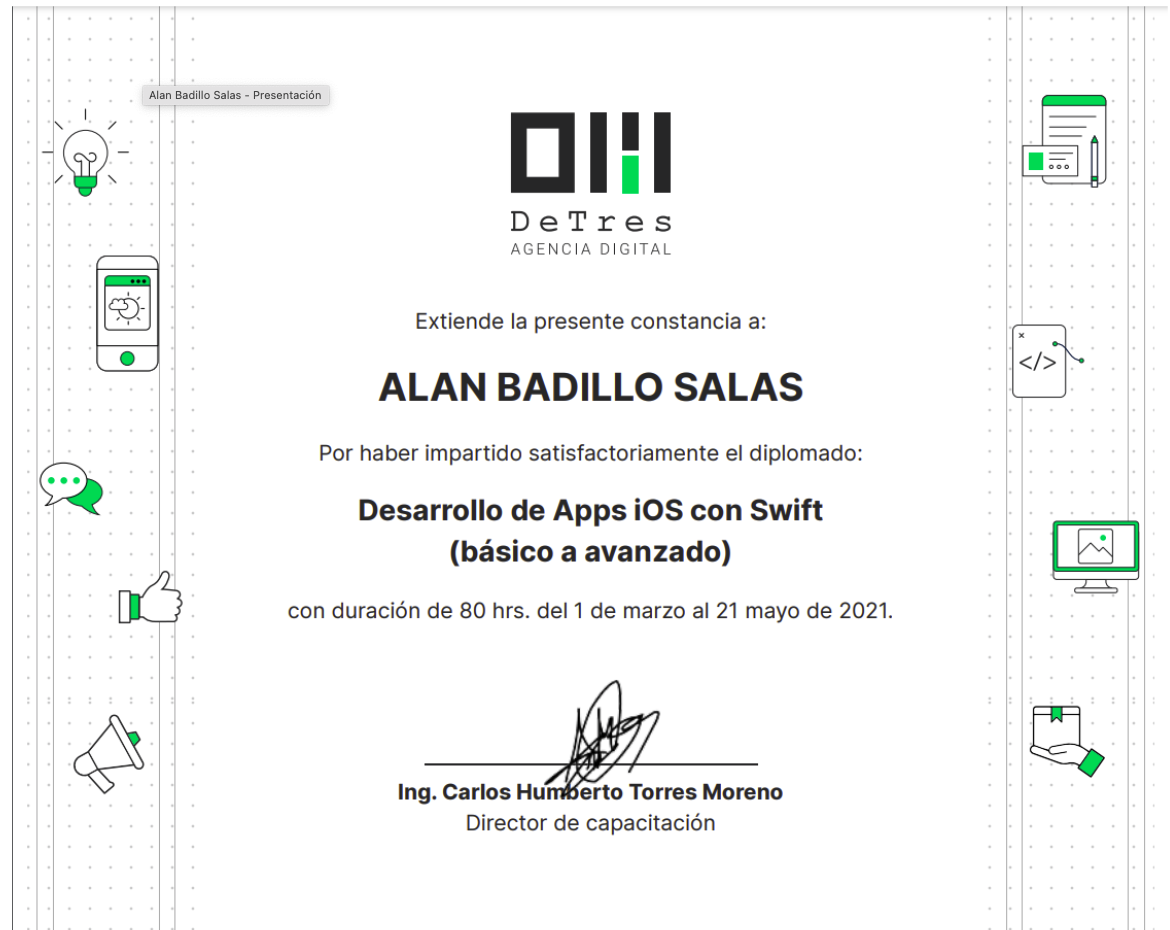 Alan Badillo Salas - Presentación
DeTres
AGENCIA DIGITAL
Extiende la presente constancia a:
ALAN BADILLO SALAS
Por haber impartido satisfactoriamente el diplomado:
Desarrollo de Apps iOS con Swift
(básico a avanzado)
con duración de 80 hrs. del 1 de marzo al 21 mayo de 2021.
</>
Ing. Carlos Humberto Torres Moreno
Director de capacitación